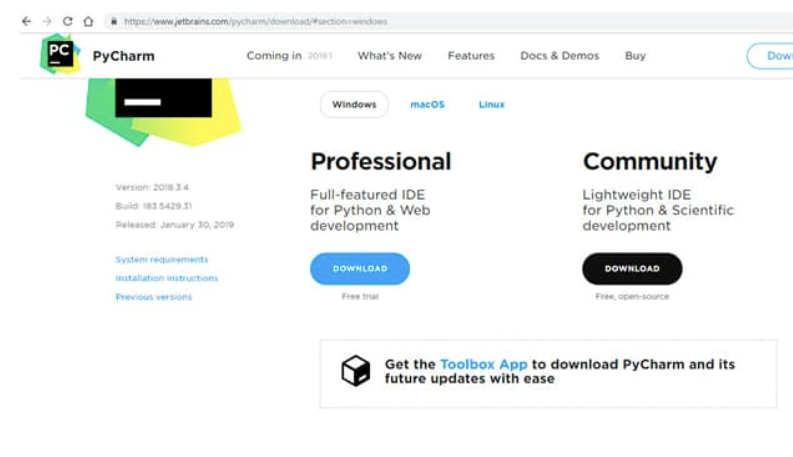 https://www.jetbrains.com/pycharm/download/#section=windows
PC
PyCharm
Coming in
What's New
Features
Docs & Demos
Buy
Dow
Windows
macOS
Linux
Professional
Full-featured IDE
for Python & Web
development
DOWNLOAD
Free trial
Community
Lightweight IDE
for Python & Scientific
development
DOWNLOAD
Free, open-source
Version: 2018.3.4
Build: 183.5429.31
Released: January 30, 2019
System requirements
Installation Instructions
Previous versions
Get the Toolbox App to download PyCharm and its
future updates with ease